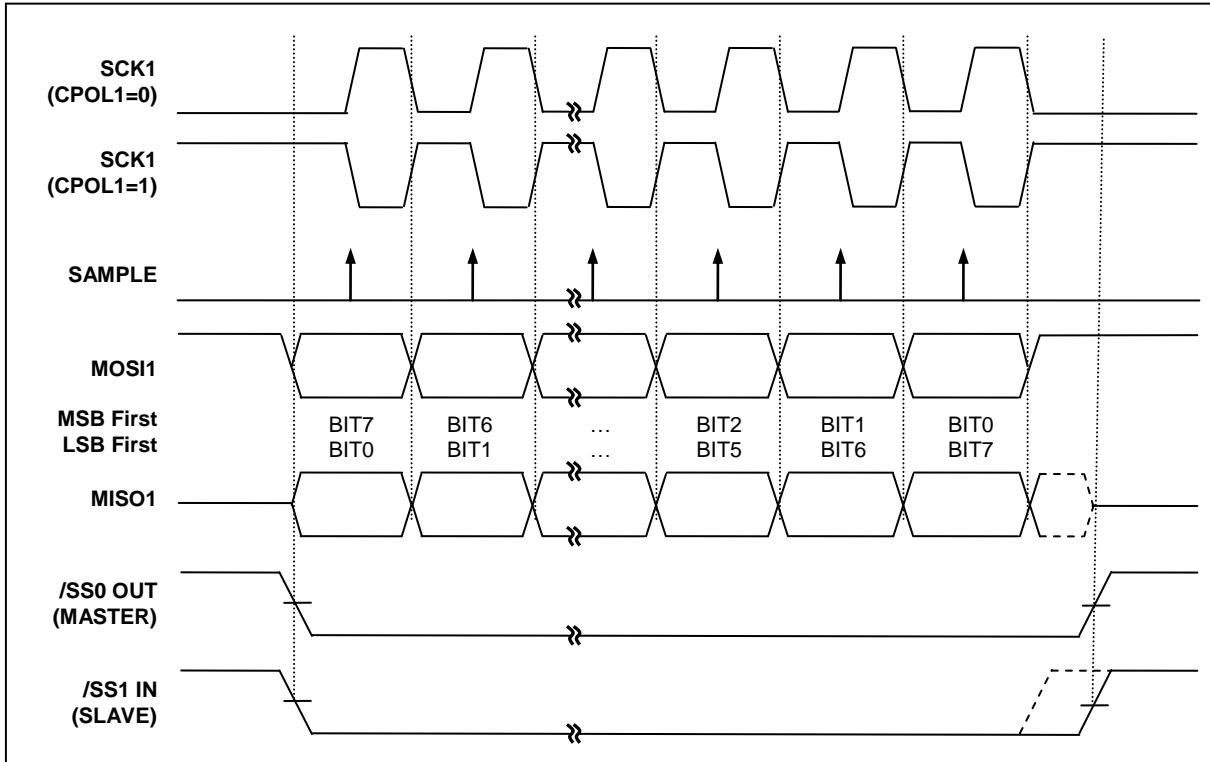 SCK1
(CPOL1=0)
SCK1
(CPOL1=1)
SAMPLE
MOSI1
MSB First BIT7 BIT6 … BIT2 BIT1 BIT0
LSB First BIT0 BIT1 … BIT5 BIT6 BIT7
MISO1
/SS0 OUT
(MASTER)
/SS1 IN
(SLAVE)